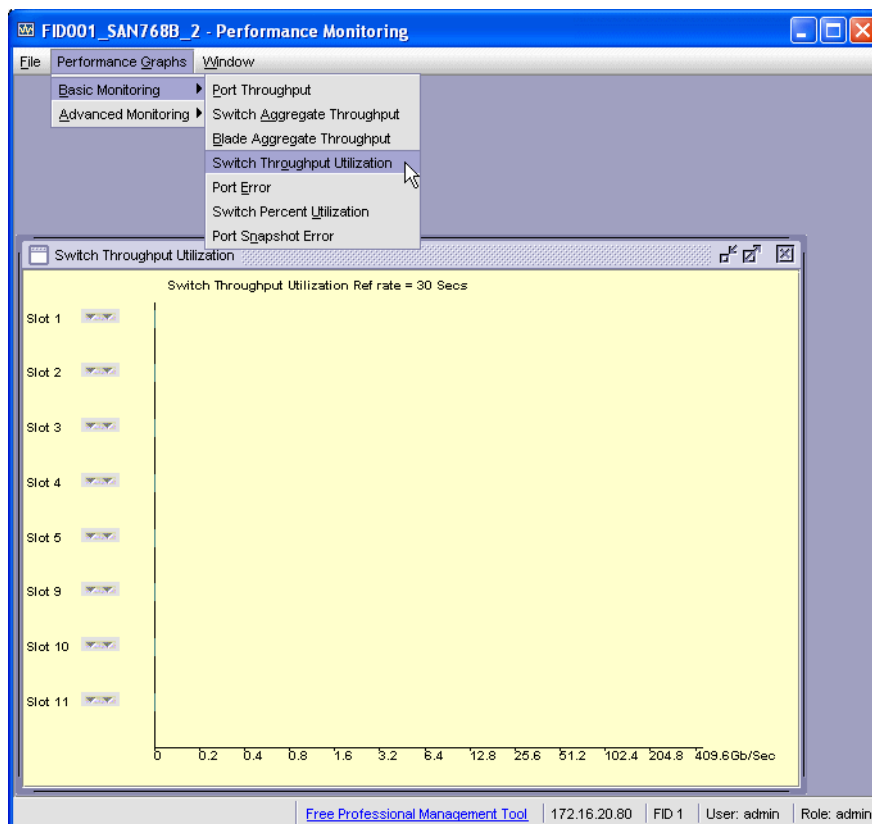 FID001_SAN768B_2 - Performance Monitoring
File Performance Graphs Window
Basic Monitoring
Advanced Monitoring
Port Throughput
Switch Aggregate Throughput
Blade Aggregate Throughput
Switch Throughput Utilization
Port Error
Switch Percent Utilization
Port Snapshot Error
Switch Throughput Utilization
Switch Throughput Utilization Ref rate = 30 Secs
Slot 1
Slot 2
Slot 3
Slot 4
Slot 5
Slot 9
Slot 10
Slot 11
0 0.2 0.4 0.8 1.6 3.2 6.4 12.8 25.6 51.2 102.4 204.8 409.6Gb/Sec
Free Professional Management Tool 172.16.20.80 FID 1 User: admin Role: admin